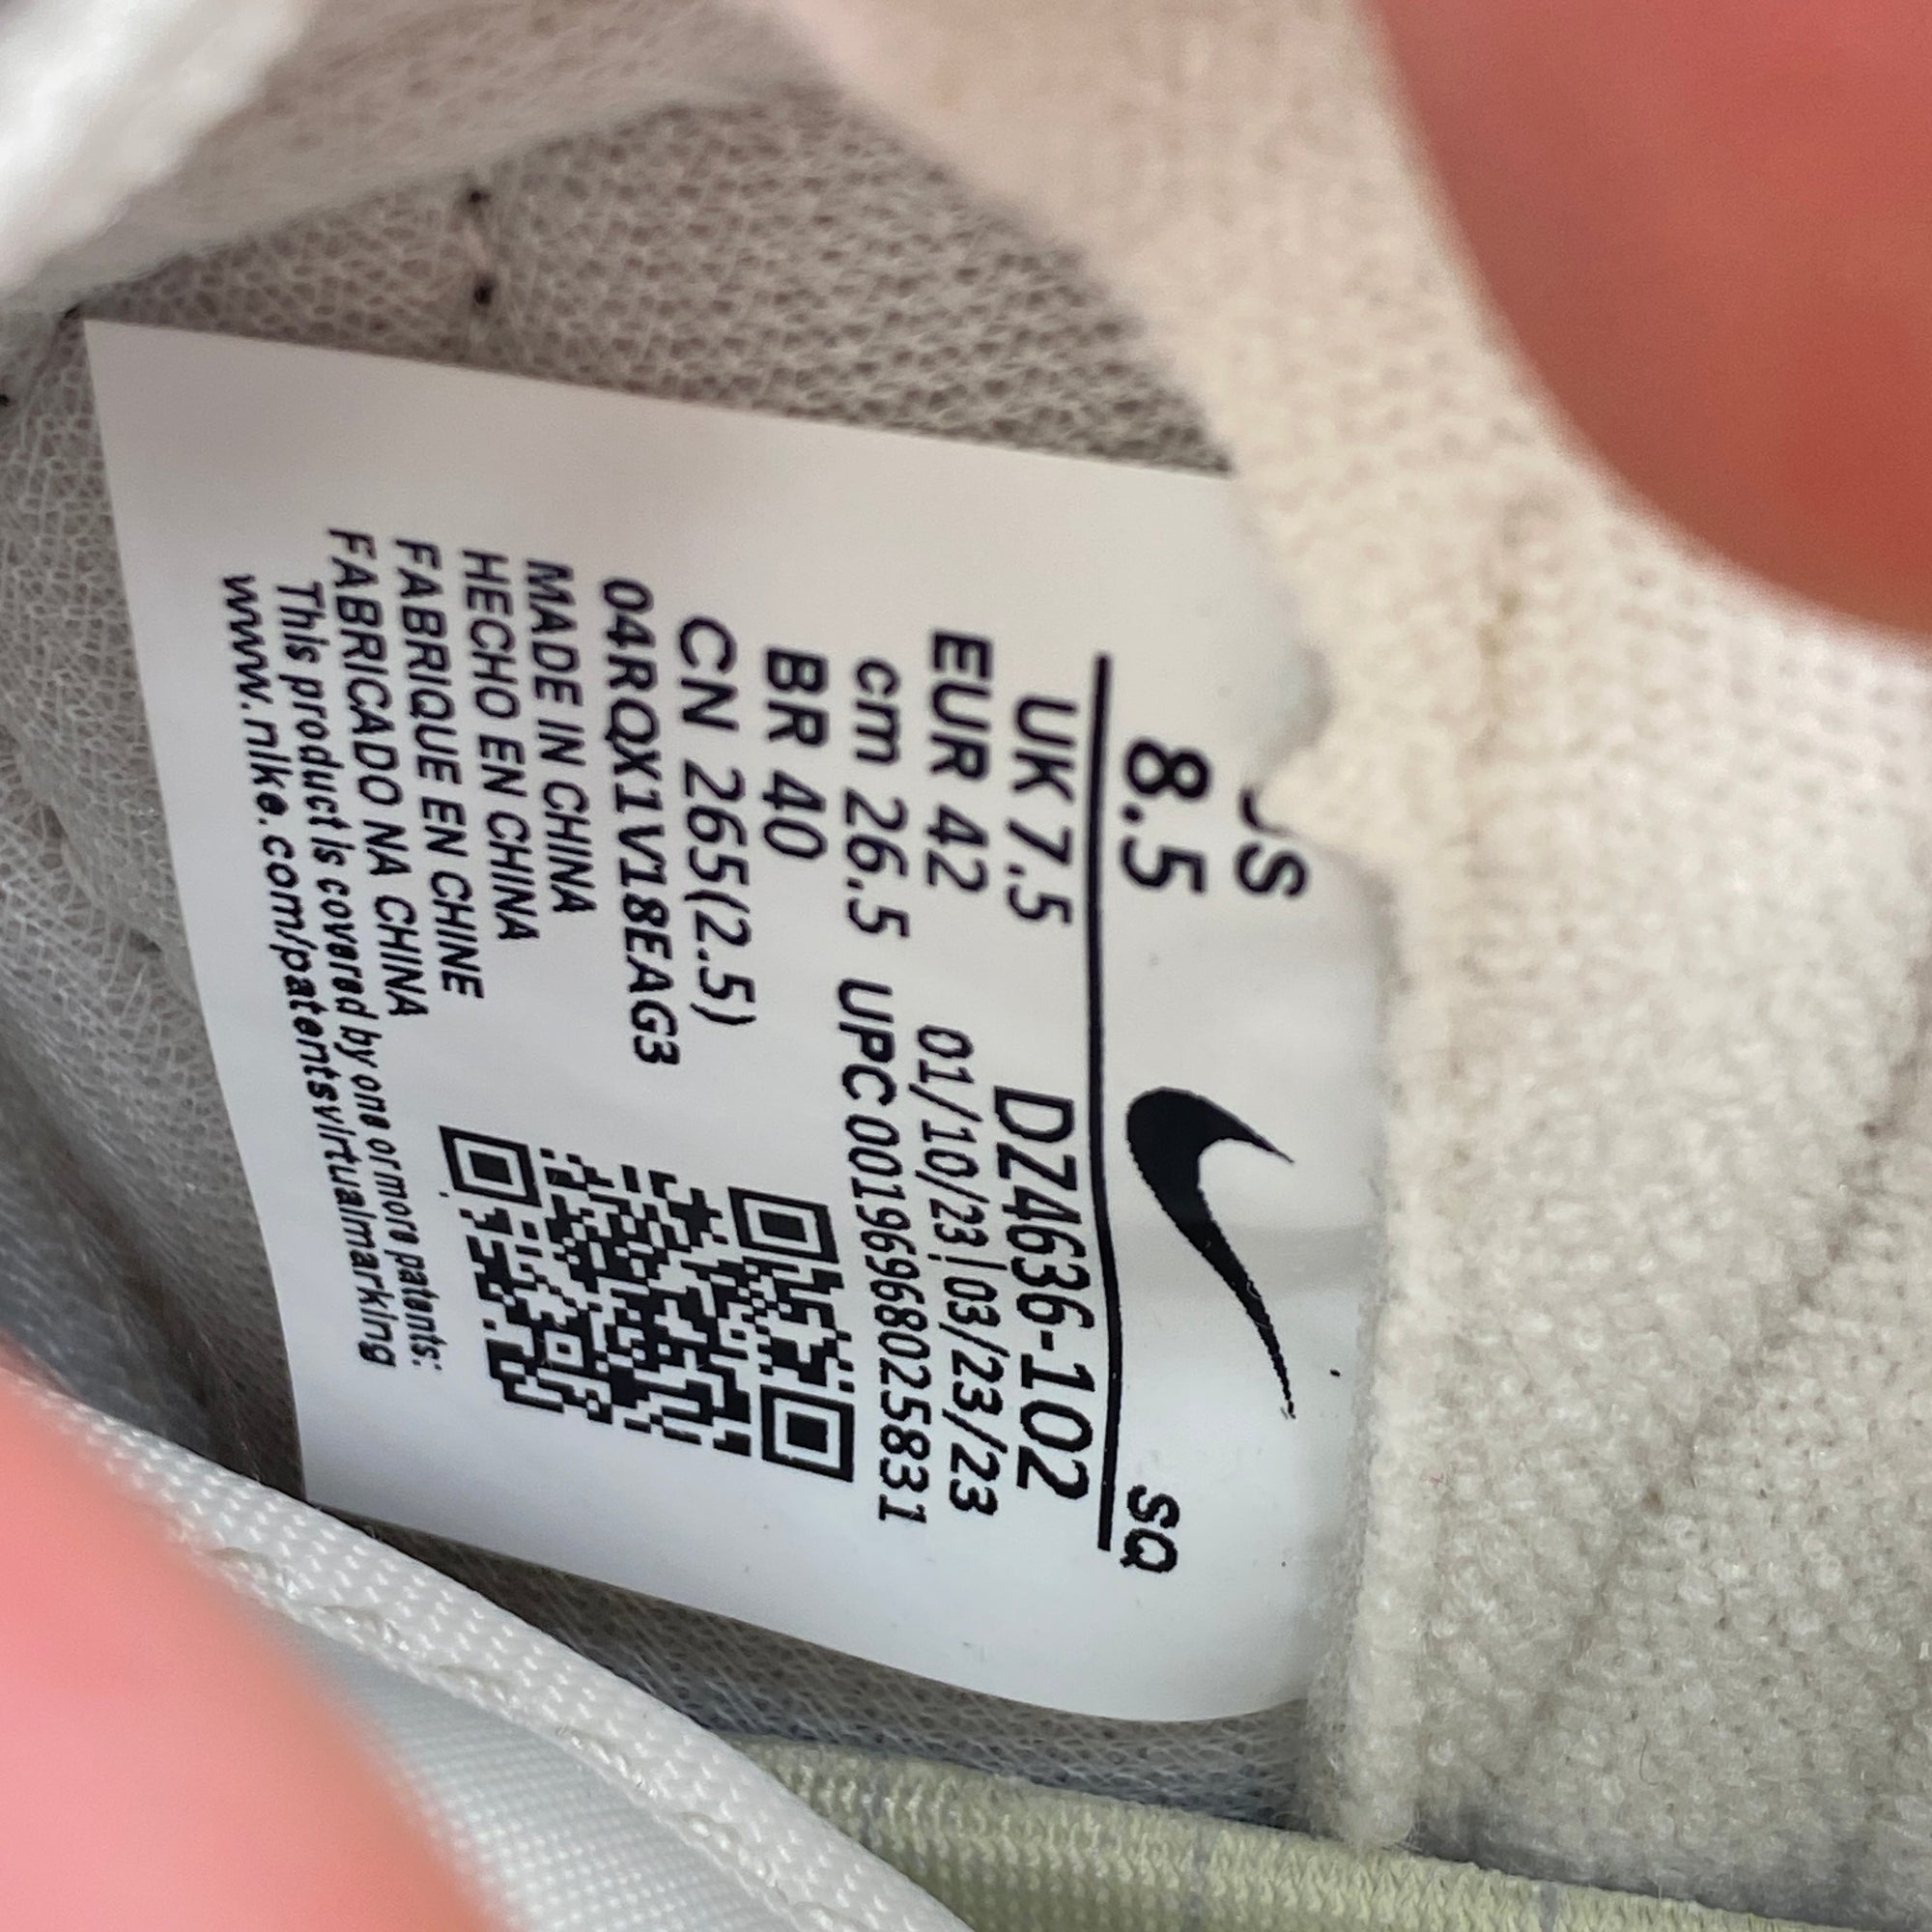 US
8.5
SQ
UK 7.5
DZ4636-102
EUR 42
01/10/23|03/23/23
cm 26.5
UPC 00196968025831
BR 40
CN 265(2.5)
04RQX1V18EAG3
MADE IN CHINA
HECHO EN CHINA
FABRIQUE EN CHINE
FABRICADO NA CHINA
This product is covered by one or more patents:
www.nike.com/patentsvirtualmarking